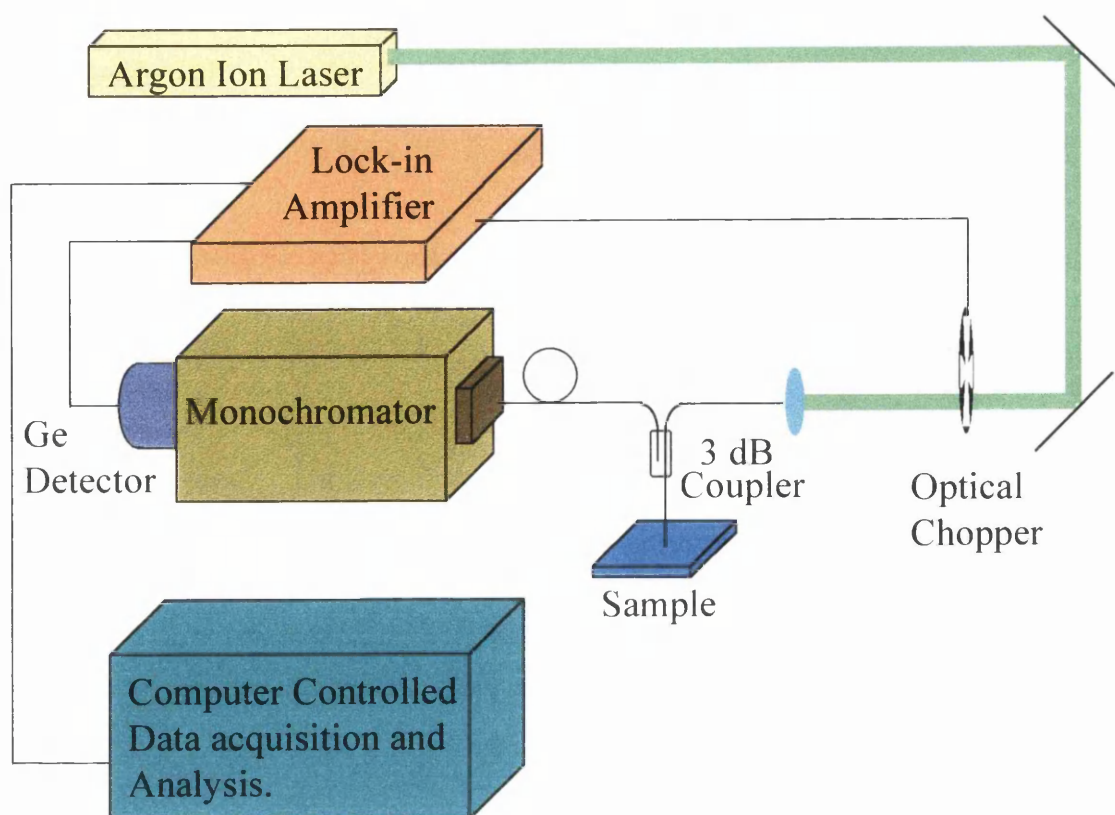 Argon Ion Laser
Lock-in
Amplifier
Monochromator
Ge
Detector
3 dB
Coupler
Optical
Chopper
Sample
Computer Controlled
Data acquisition and
Analysis.